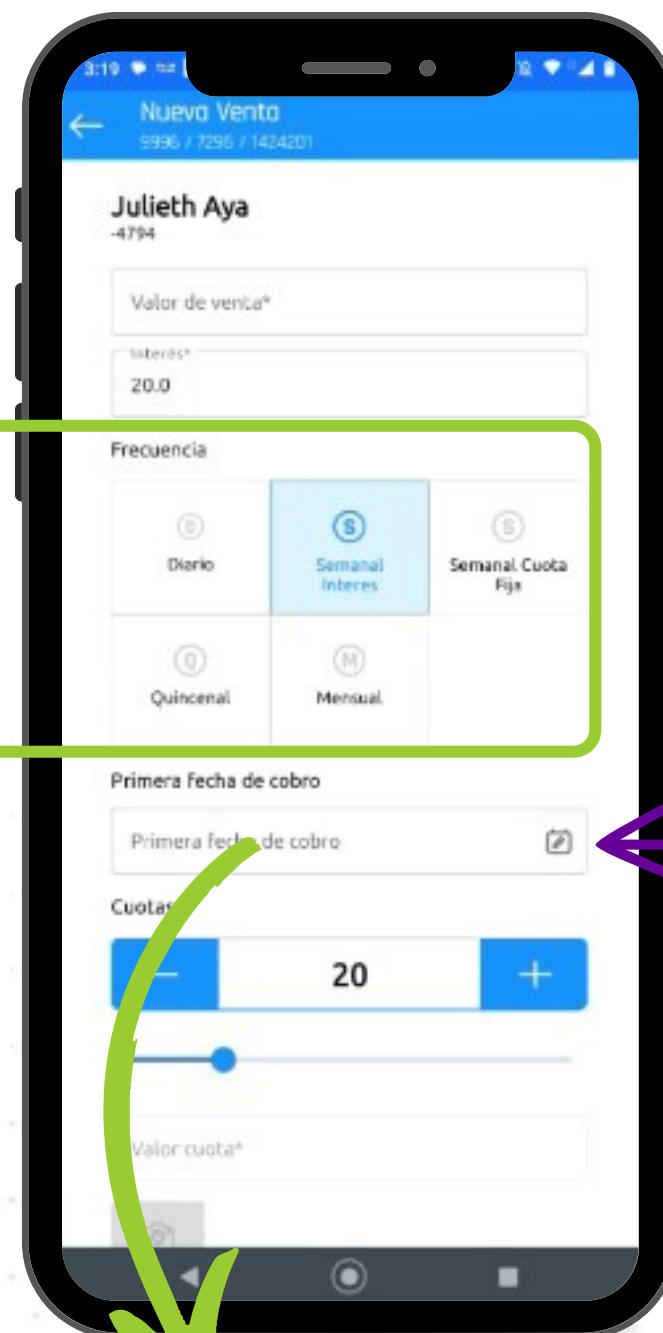 3:19
Nueva Venta
9996 / 7296 / 1424201
Julieth Aya
-4794
Valor de venta*
Interés*
20.0
Frecuencia
D
Diario
S
Semanal
Interes
S
Semanal Cuota
Fija
Q
Quincenal
M
Mensual
Primera fecha de cobro
Primera fecha de cobro
Cuotas
20
Valor cuota*